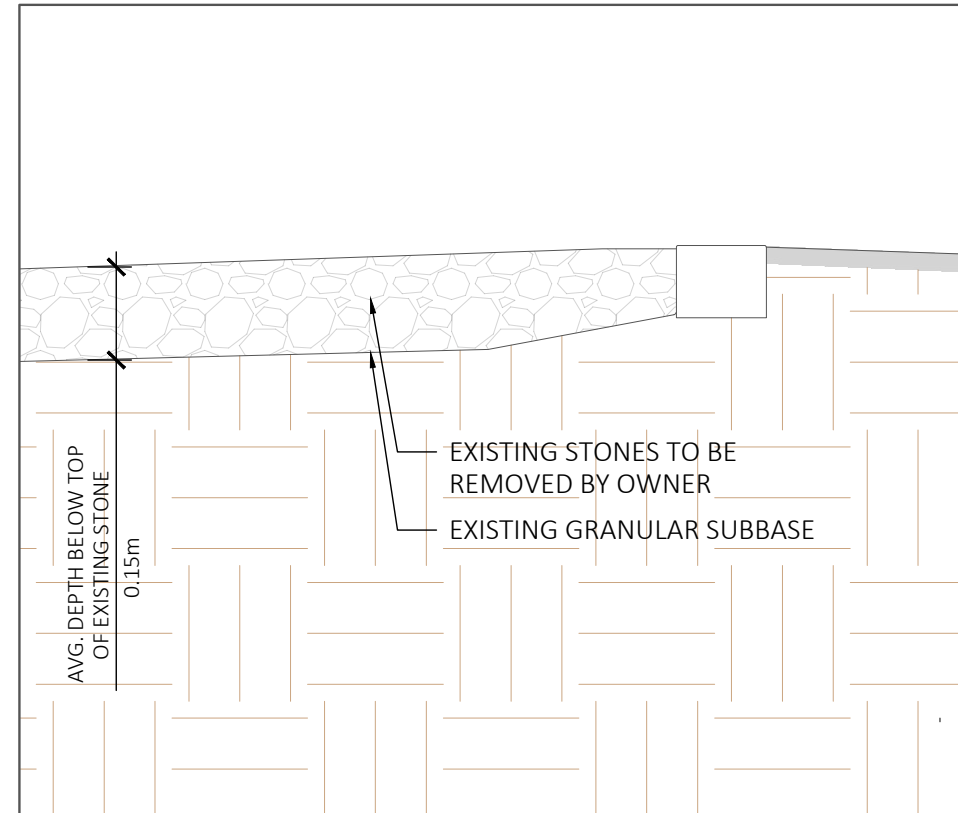 EXISTING STONES TO BE
REMOVED BY OWNER
EXISTING GRANULAR SUBBASE
AVG. DEPTH BELOW TOP
OF EXISTING STONE
0.15m